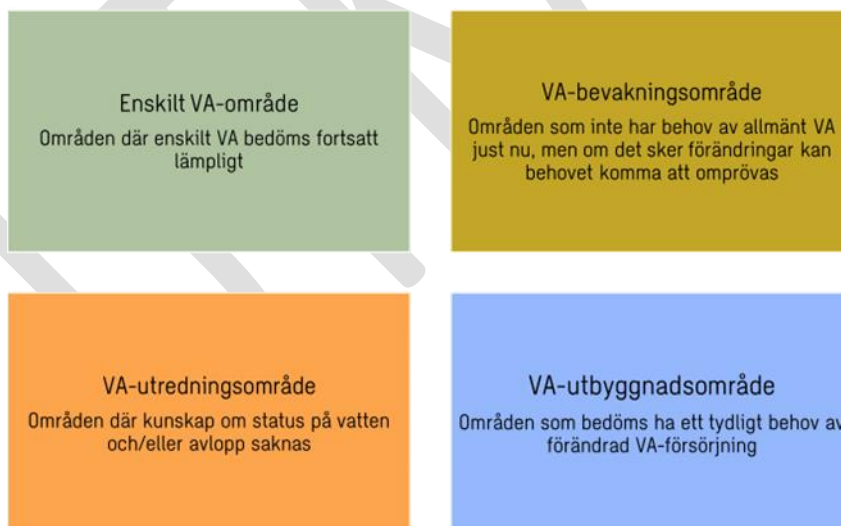 Enskilt VA-område
Områden där enskilt VA bedöms fortsatt
lämpligt
VA-bevakningsområde
Områden som inte har behov av allmänt VA
just nu, men om det sker förändringar kan
behovet komma att omprövas
VA-utredningsområde
Områden där kunskap om status på vatten
och/eller avlopp saknas
VA-utbyggnadsområde
Områden som bedöms ha ett tydligt behov av
förändrad VA-försörjning